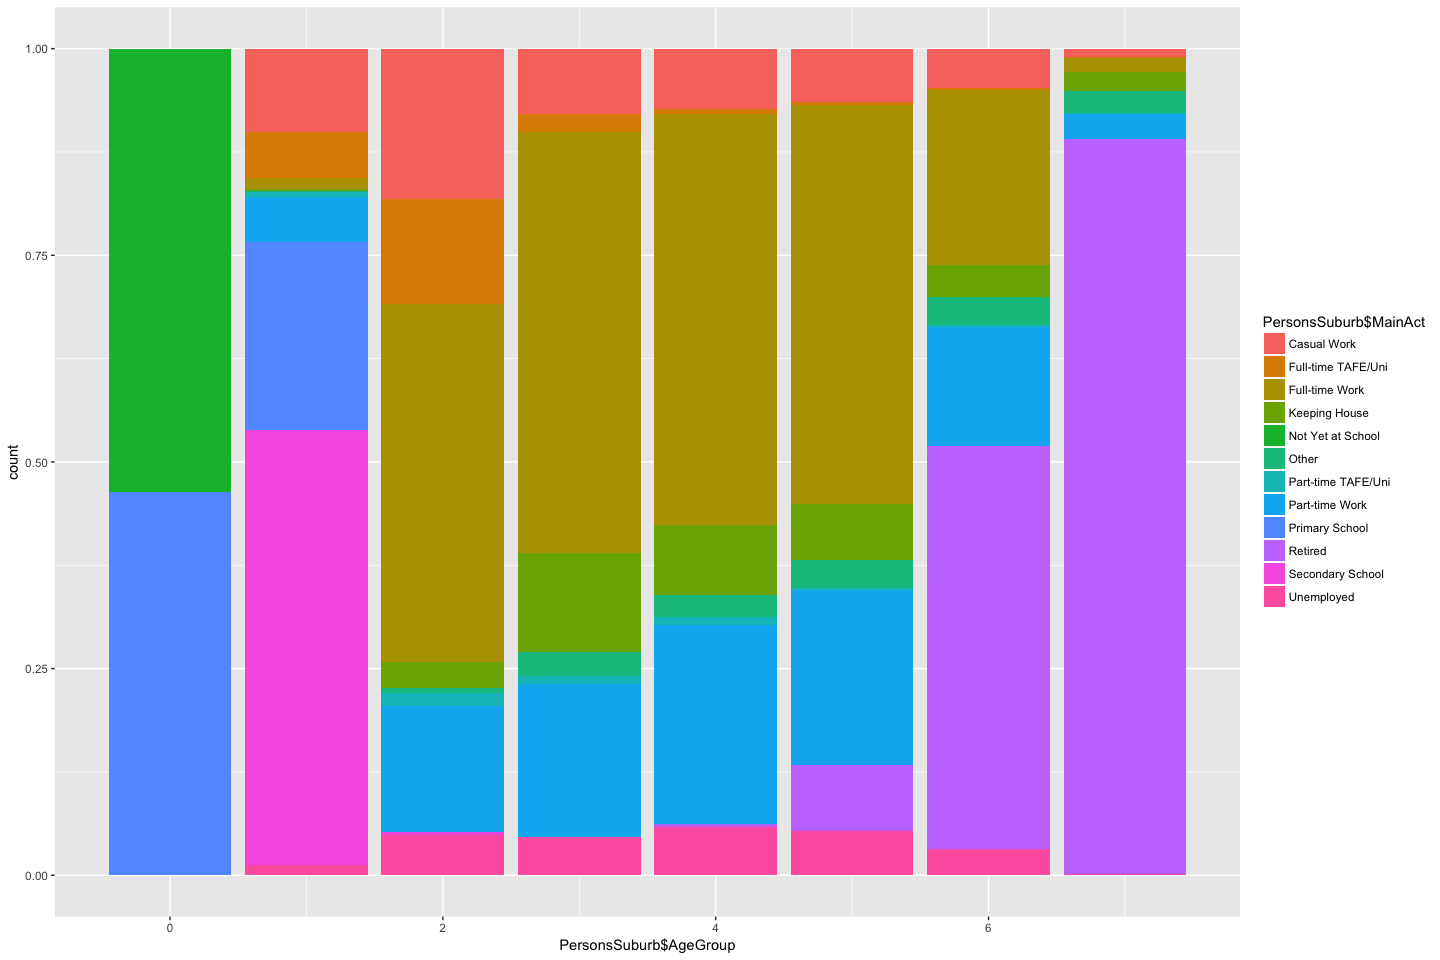 1.00
0.75
0.50
0.25
0.00
count
0
2
4
6
PersonsSuburb$AgeGroup
PersonsSuburb$MainAct
Casual Work
Full-time TAFE/Uni
Full-time Work
Keeping House
Not Yet at School
Other
Part-time TAFE/Uni
Part-time Work
Primary School
Retired
Secondary School
Unemployed